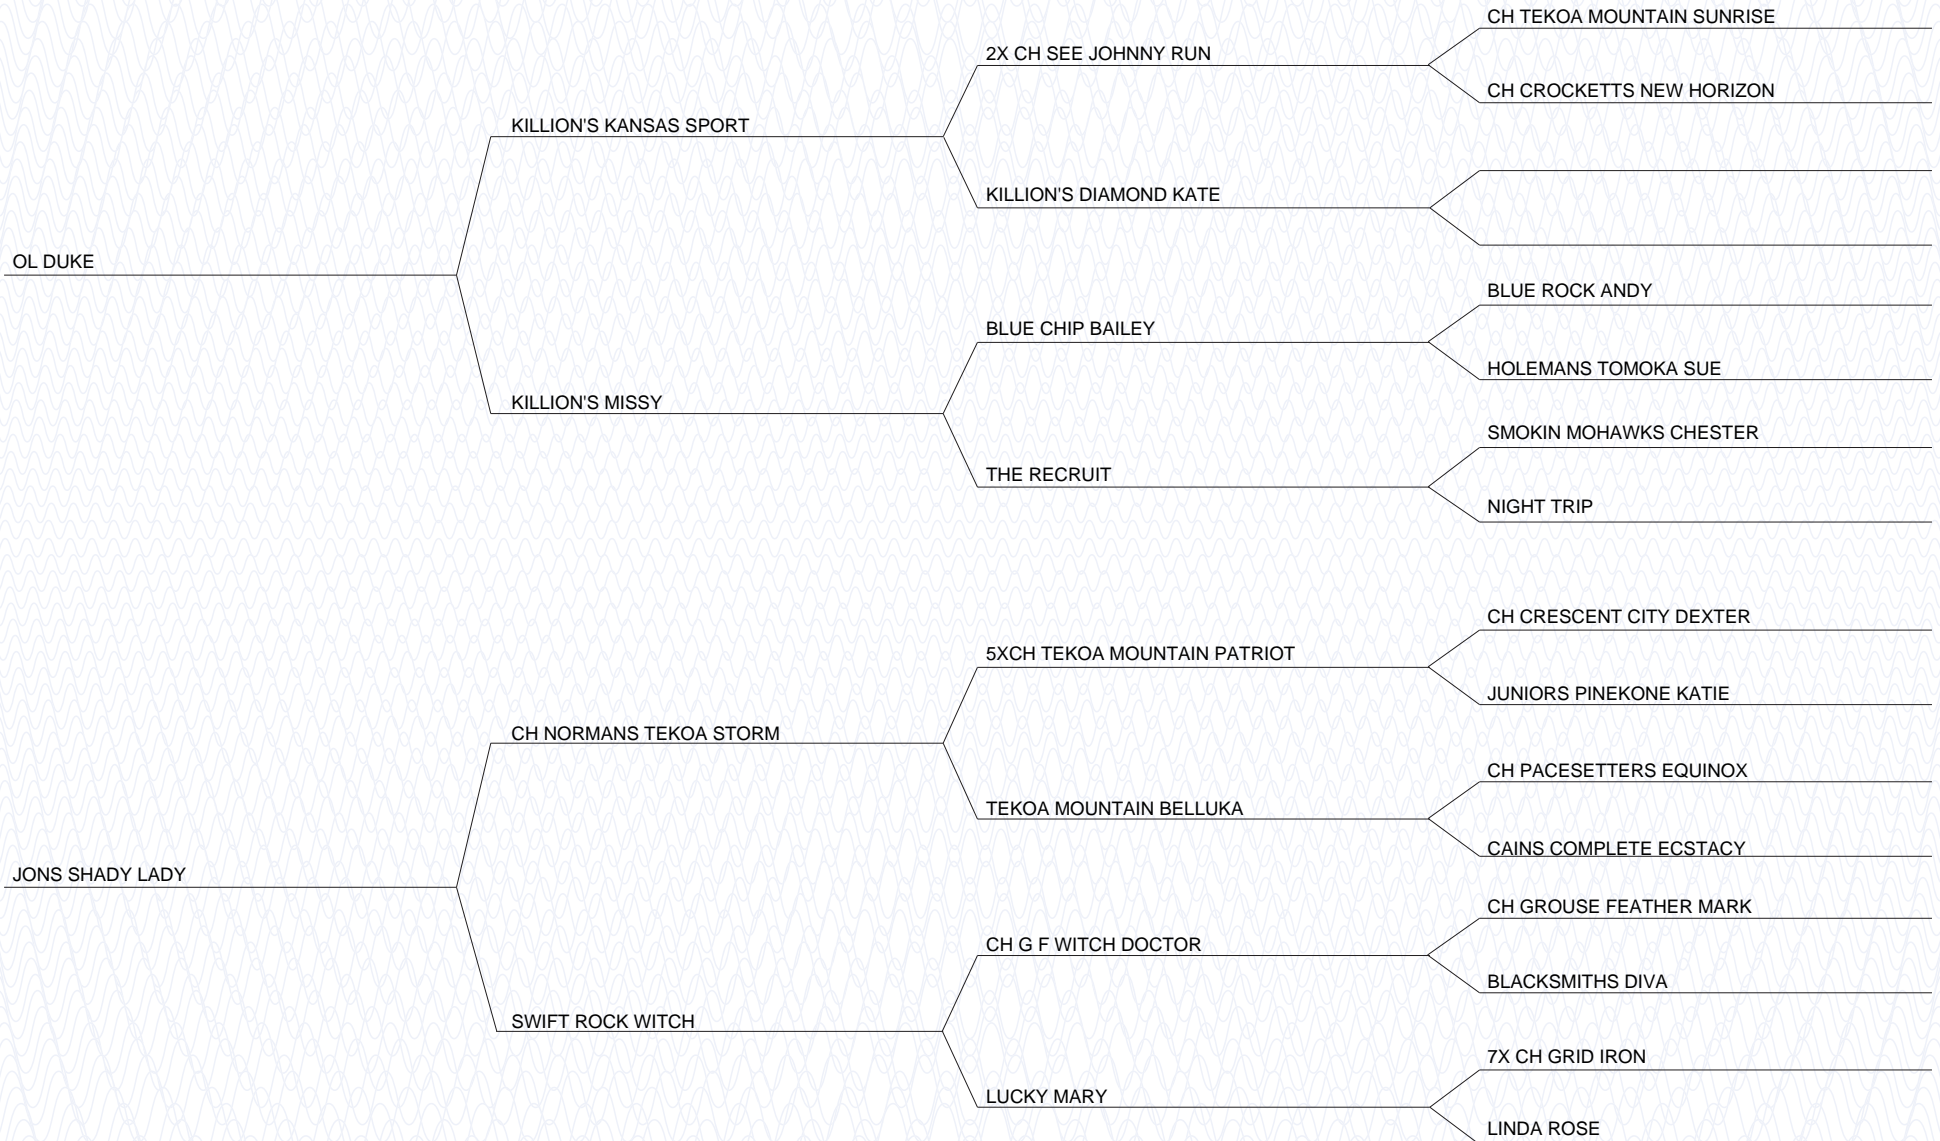 CH TEKOA MOUNTAIN SUNRISE
2X CH SEE JOHNNY RUN
CH CROCKETTS NEW HORIZON
KILLION'S KANSAS SPORT
KILLION'S DIAMOND KATE
OL DUKE
BLUE ROCK ANDY
BLUE CHIP BAILEY
HOLEMANS TOMOKA SUE
KILLION'S MISSY
SMOKIN MOHAWKS CHESTER
THE RECRUIT
NIGHT TRIP
CH CRESCENT CITY DEXTER
5XCH TEKOA MOUNTAIN PATRIOT
JUNIORS PINEKONE KATIE
CH NORMANS TEKOA STORM
CH PACESETTERS EQUINOX
TEKOA MOUNTAIN BELLUKA
CAINS COMPLETE ECSTACY
JONS SHADY LADY
CH GROUSE FEATHER MARK
CH G F WITCH DOCTOR
BLACKSMITHS DIVA
SWIFT ROCK WITCH
7X CH GRID IRON
LUCKY MARY
LINDA ROSE